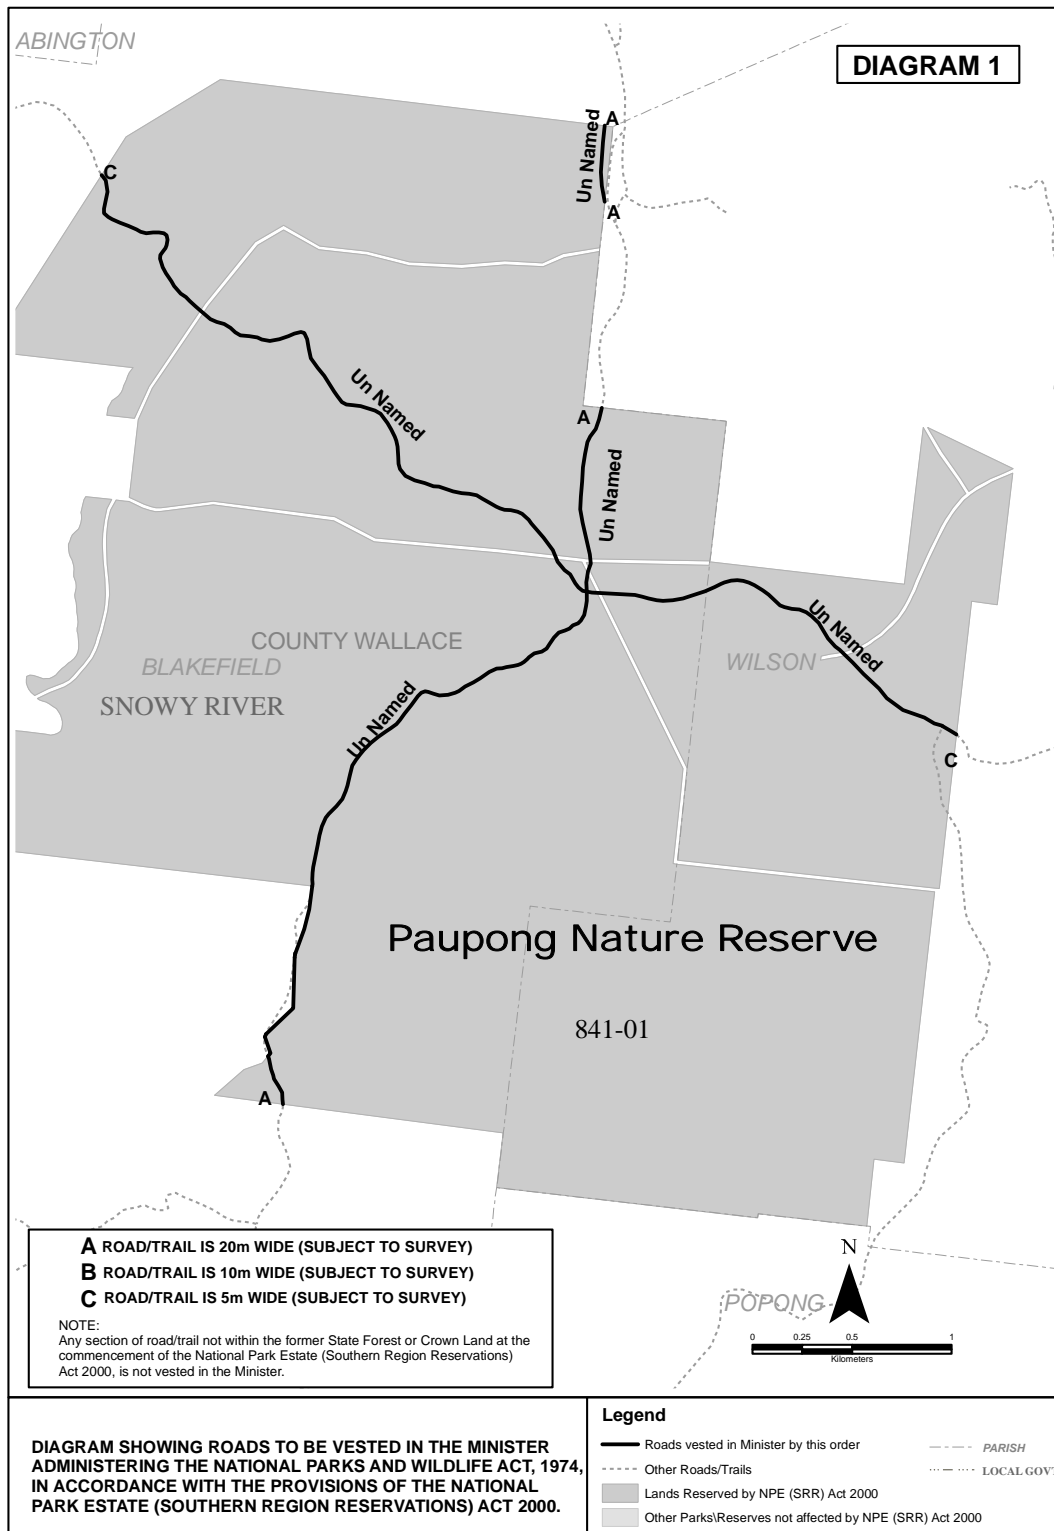 ABINGTON
DIAGRAM 1
A
Un Named
A
C
Un Named
A
Un Named
Un Named
COUNTY WALLACE
BLAKEFIELD
WILSON
SNOWY RIVER
Un Named
C
Paupong Nature Reserve
841-01
A
A ROAD/TRAIL IS 20m WIDE (SUBJECT TO SURVEY)
B ROAD/TRAIL IS 10m WIDE (SUBJECT TO SURVEY)
C ROAD/TRAIL IS 5m WIDE (SUBJECT TO SURVEY)
NOTE:
Any section of road/trail not within the former State Forest or Crown Land at the
commencement of the National Park Estate (Southern Region Reservations)
Act 2000, is not vested in the Minister.
N
POPONG
0 0.25 0.5 1
Kilometers
DIAGRAM SHOWING ROADS TO BE VESTED IN THE MINISTER
ADMINISTERING THE NATIONAL PARKS AND WILDLIFE ACT, 1974,
IN ACCORDANCE WITH THE PROVISIONS OF THE NATIONAL
PARK ESTATE (SOUTHERN REGION RESERVATIONS) ACT 2000.
Legend
Roads vested in Minister by this order
Other Roads/Trails
Lands Reserved by NPE (SRR) Act 2000
Other Parks\Reserves not affected by NPE (SRR) Act 2000
PARISH
LOCAL GOVT